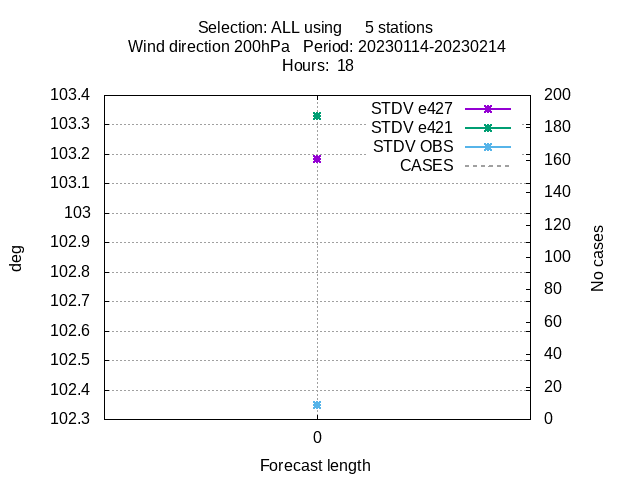 Selection: ALL using     5 stations
Wind direction 200hPa   Period: 20230114-20230214
Hours:  18
103.4
103.3
103.2
103.1
103
102.9
102.8
102.7
102.6
102.5
102.4
102.3
deg
STDV e427
STDV e421
STDV OBS
CASES
200
180
160
140
120
100
80
60
40
20
0
No cases
0
Forecast length